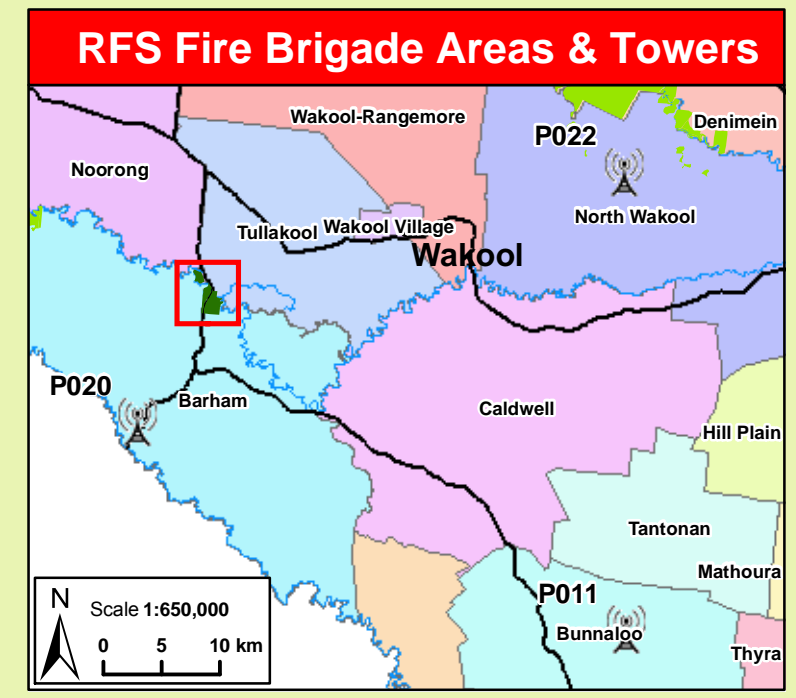 RFS Fire Brigade Areas & Towers
Wakool-Rangemore
Denimein
P022
Noorong
North Wakool
Tullakool
Wakool Village
Wakool
P020
Barham
Caldwell
Hill Plain
Tantonan
Mathoura
P011
Bunnaloo
Thyra
N
Scale 1:650,000
0 5 10 km